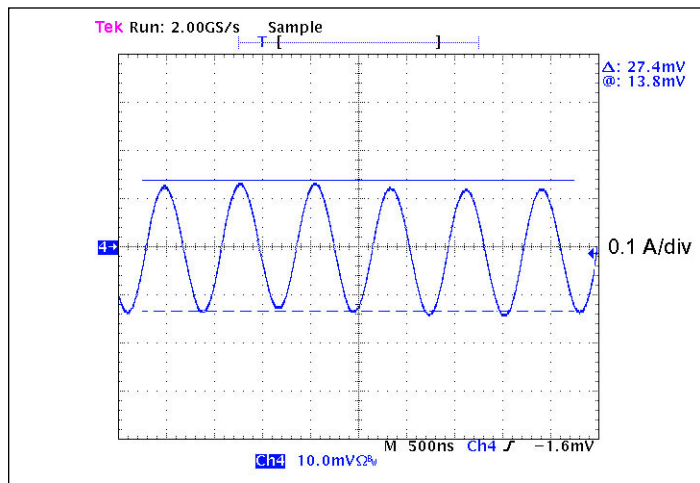 Tek Run: 2.00GS/s Sample
T
Δ: 27.4mV
@: 13.8mV
4
0.1 A/div
M 500ns Ch4 ∫ -1.6mV
Ch4 10.0mVΩBw